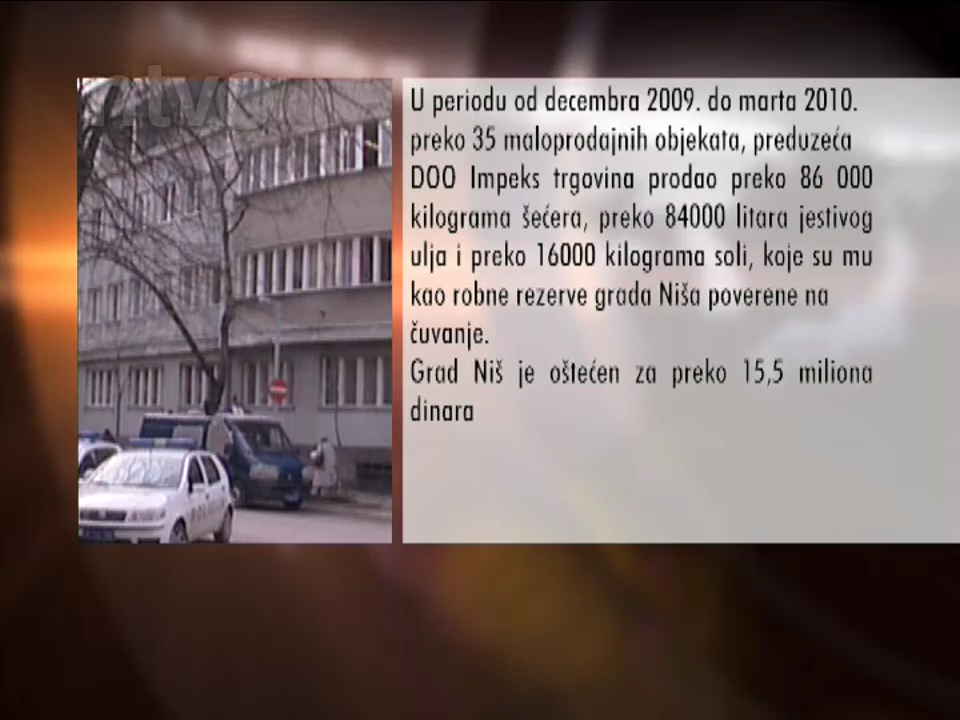 ntv
U periodu od decembra 2009. do marta 2010.
preko 35 maloprodajnih objekata, preduzeća
DOO Impeks trgovina prodao preko 86 000
kilograma šećera, preko 84000 litara jestivog
ulja i preko 16000 kilograma soli, koje su mu
kao robne rezerve grada Niša poverene na
čuvanje.
Grad Niš je oštećen za preko 15,5 miliona
dinara